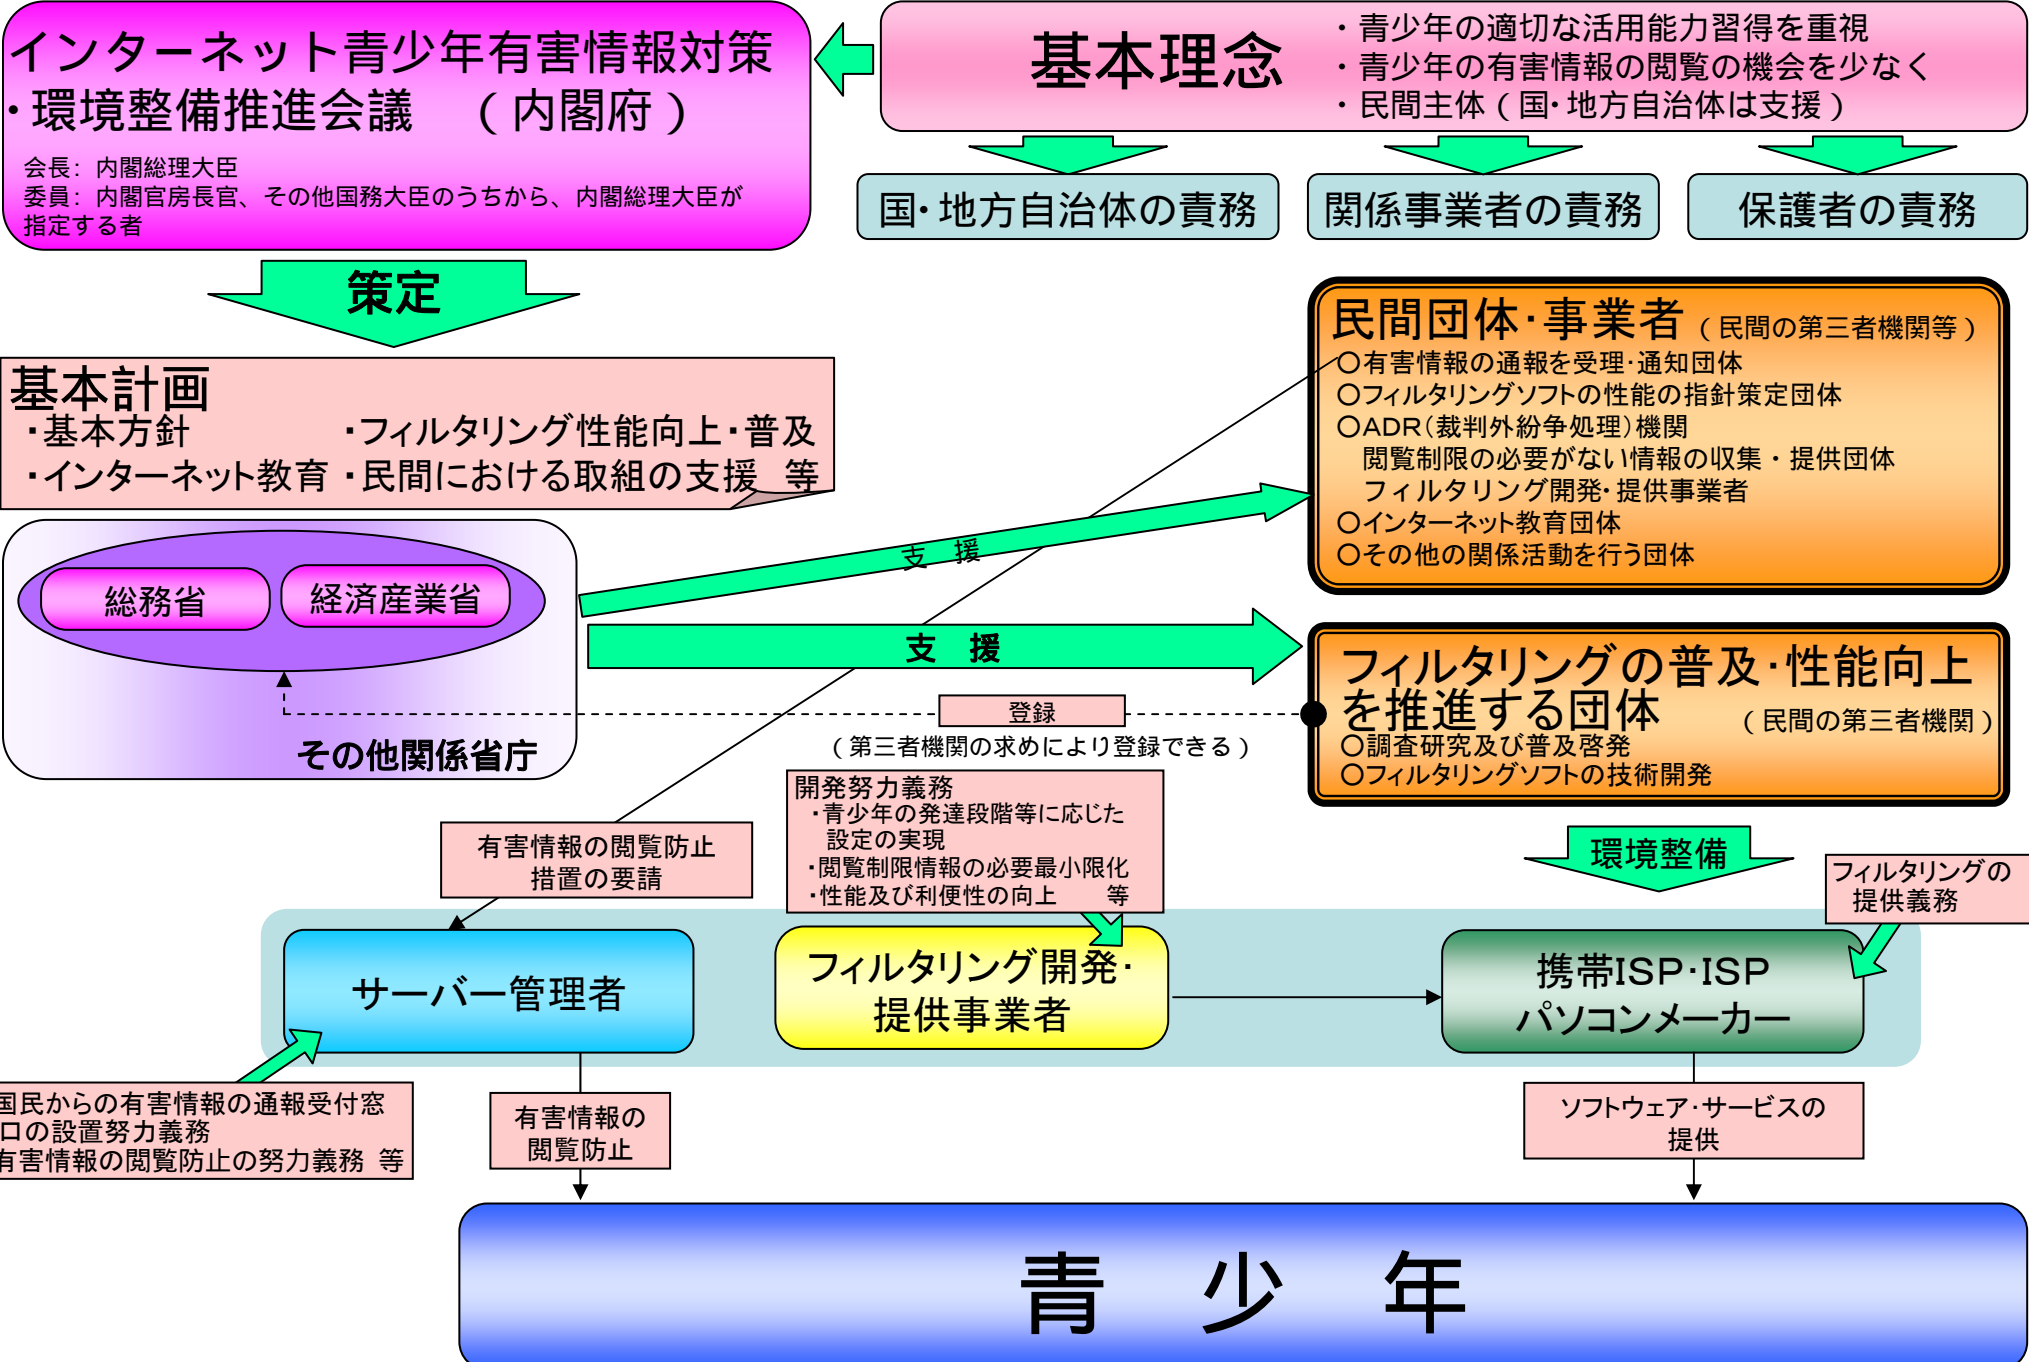 インターネット青少年有害情報対策
・環境整備推進会議　（内閣府）
会長：内閣総理大臣
委員：内閣官房長官、その他国務大臣のうちから、内閣総理大臣が
指定する者
基本理念
・青少年の適切な活用能力習得を重視
・青少年の有害情報の閲覧の機会を少なく
・民間主体（国・地方自治体は支援）
国・地方自治体の責務
関係事業者の責務
保護者の責務
策定
基本計画
・基本方針　・フィルタリング性能向上・普及
・インターネット教育 ・民間における取組の支援　等
民間団体・事業者（民間の第三者機関等）
○有害情報の通報を受理・通知団体
○フィルタリングソフトの性能の指針策定団体
○ADR（裁判外紛争処理）機関
閲覧制限の必要がない情報の収集・提供団体
フィルタリング開発・提供事業者
○インターネット教育団体
○その他の関係活動を行う団体
総務省
経済産業省
その他関係省庁
支　援
支　援
フィルタリングの普及・性能向上
を推進する団体　（民間の第三者機関）
○調査研究及び普及啓発
○フィルタリングソフトの技術開発
登録
（第三者機関の求めにより登録できる）
開発努力義務
・青少年の発達段階等に応じた
設定の実現
・閲覧制限情報の必要最小限化
・性能及び利便性の向上　等
有害情報の閲覧防止
措置の要請
環境整備
フィルタリングの
提供義務
サーバー管理者
フィルタリング開発・
提供事業者
携帯ISP・ISP
パソコンメーカー
国民からの有害情報の通報受付窓
口の設置努力義務
有害情報の閲覧防止の努力義務 等
有害情報の
閲覧防止
ソフトウェア・サービスの
提供
青　少　年